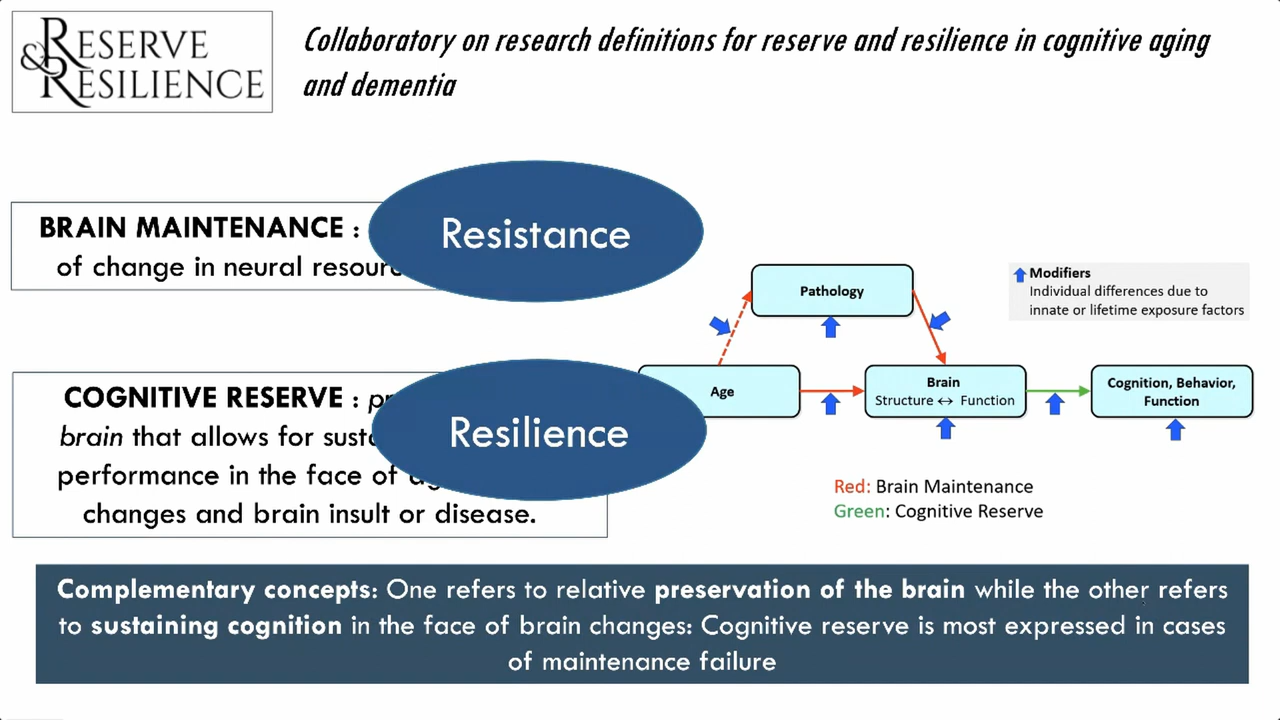 RESERVE
& RESILIENCE
Collaboratory on research definitions for reserve and resilience in cognitive aging
and dementia
BRAIN MAINTENANCE :
of change in neural
Resistance
COGNITIVE RESERVE :
brain that allows for
performance in the face of
changes and brain insult or disease.
Resilience
Pathology
Modifiers
Individual differences due to
innate or lifetime exposure factors
Age
Brain
Structure ↔ Function
Cognition, Behavior,
Function
Red: Brain Maintenance
Green: Cognitive Reserve
Complementary concepts: One refers to relative preservation of the brain while the other refers
to sustaining cognition in the face of brain changes: Cognitive reserve is most expressed in cases
of maintenance failure